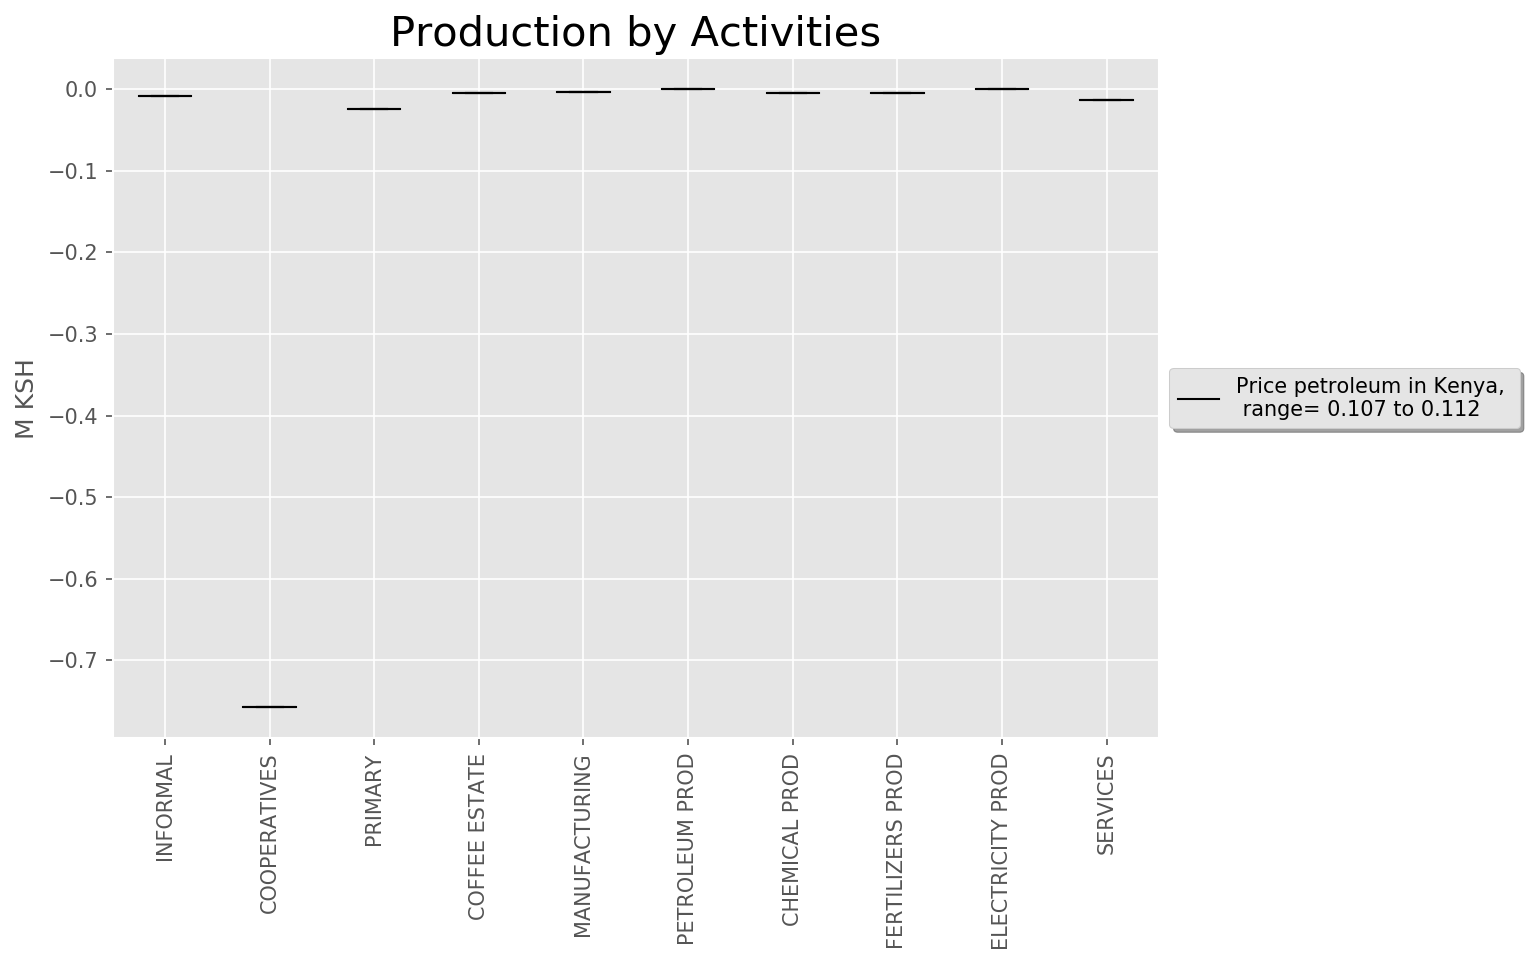 Production by Activities
0.0
−0.1
−0.2
−0.3
−0.4
−0.5
−0.6
−0.7
M KSH
Price petroleum in Kenya,
range= 0.107 to 0.112
INFORMAL
COOPERATIVES
PRIMARY
COFFEE ESTATE
MANUFACTURING
PETROLEUM PROD
CHEMICAL PROD
FERTILIZERS PROD
ELECTRICITY PROD
SERVICES